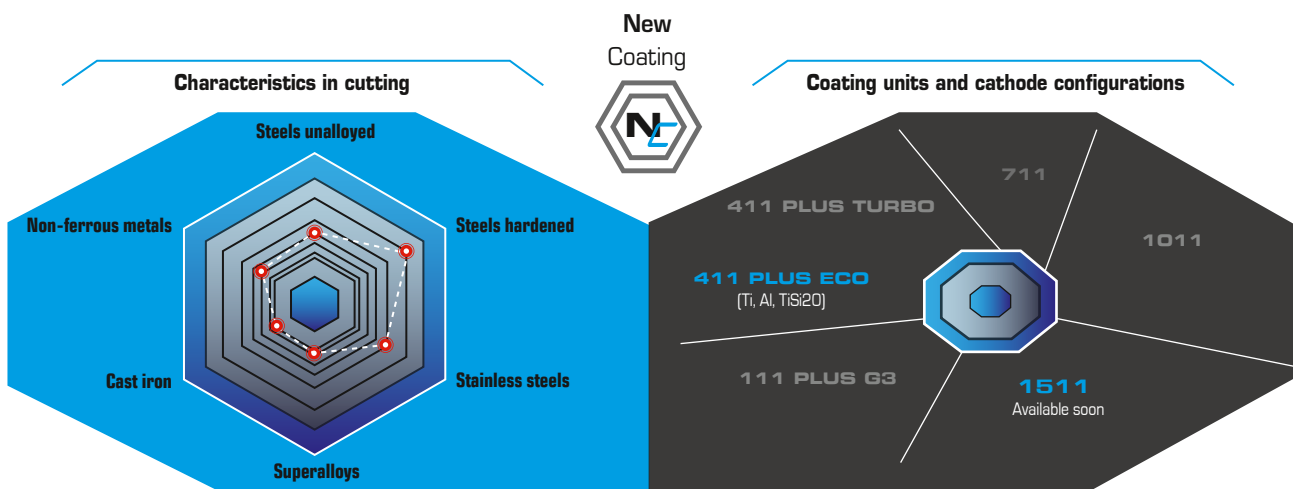 New
Coating
NC
Characteristics in cutting
Steels unalloyed
Non-ferrous metals
Steels hardened
Cast iron
Stainless steels
Superalloys
Coating units and cathode configurations
711
411 PLUS TURBO
1011
411 PLUS ECO
(Ti, Al, TiSi20)
111 PLUS G3
1511
Available soon